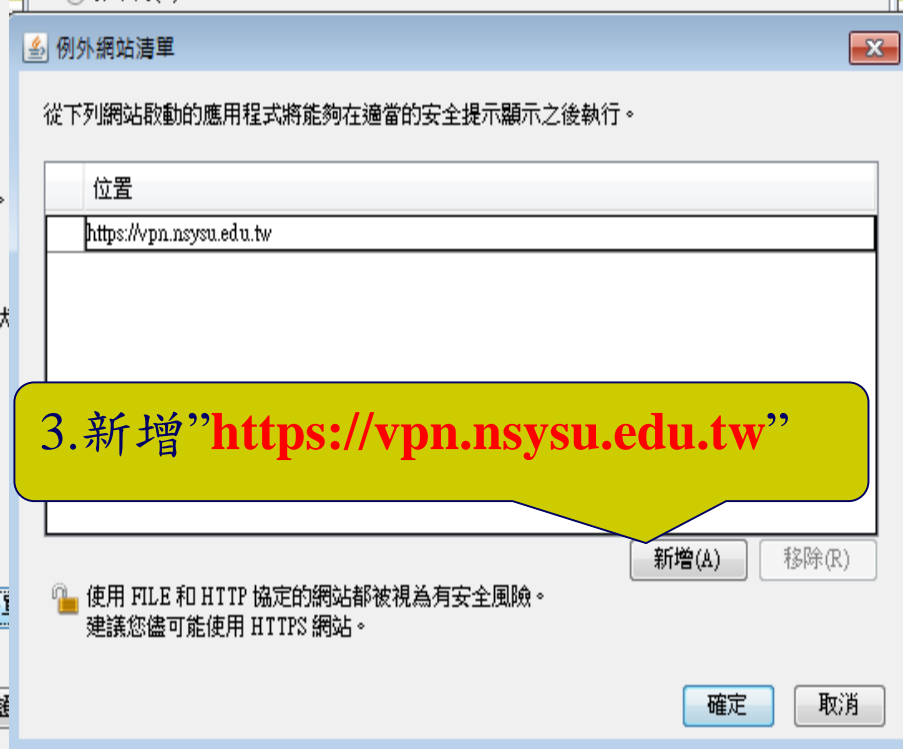 例外網站清單
從下列網站啟動的應用程式將能夠在適當的安全提示顯示之後執行。
位置
https://vpn.nsysu.edu.tw
3.新增”https://vpn.nsysu.edu.tw”
新增(A)
移除(R)
使用 FILE 和 HTTP 協定的網站都被視為有安全風險。
建議您儘可能使用 HTTPS 網站。
確定
取消